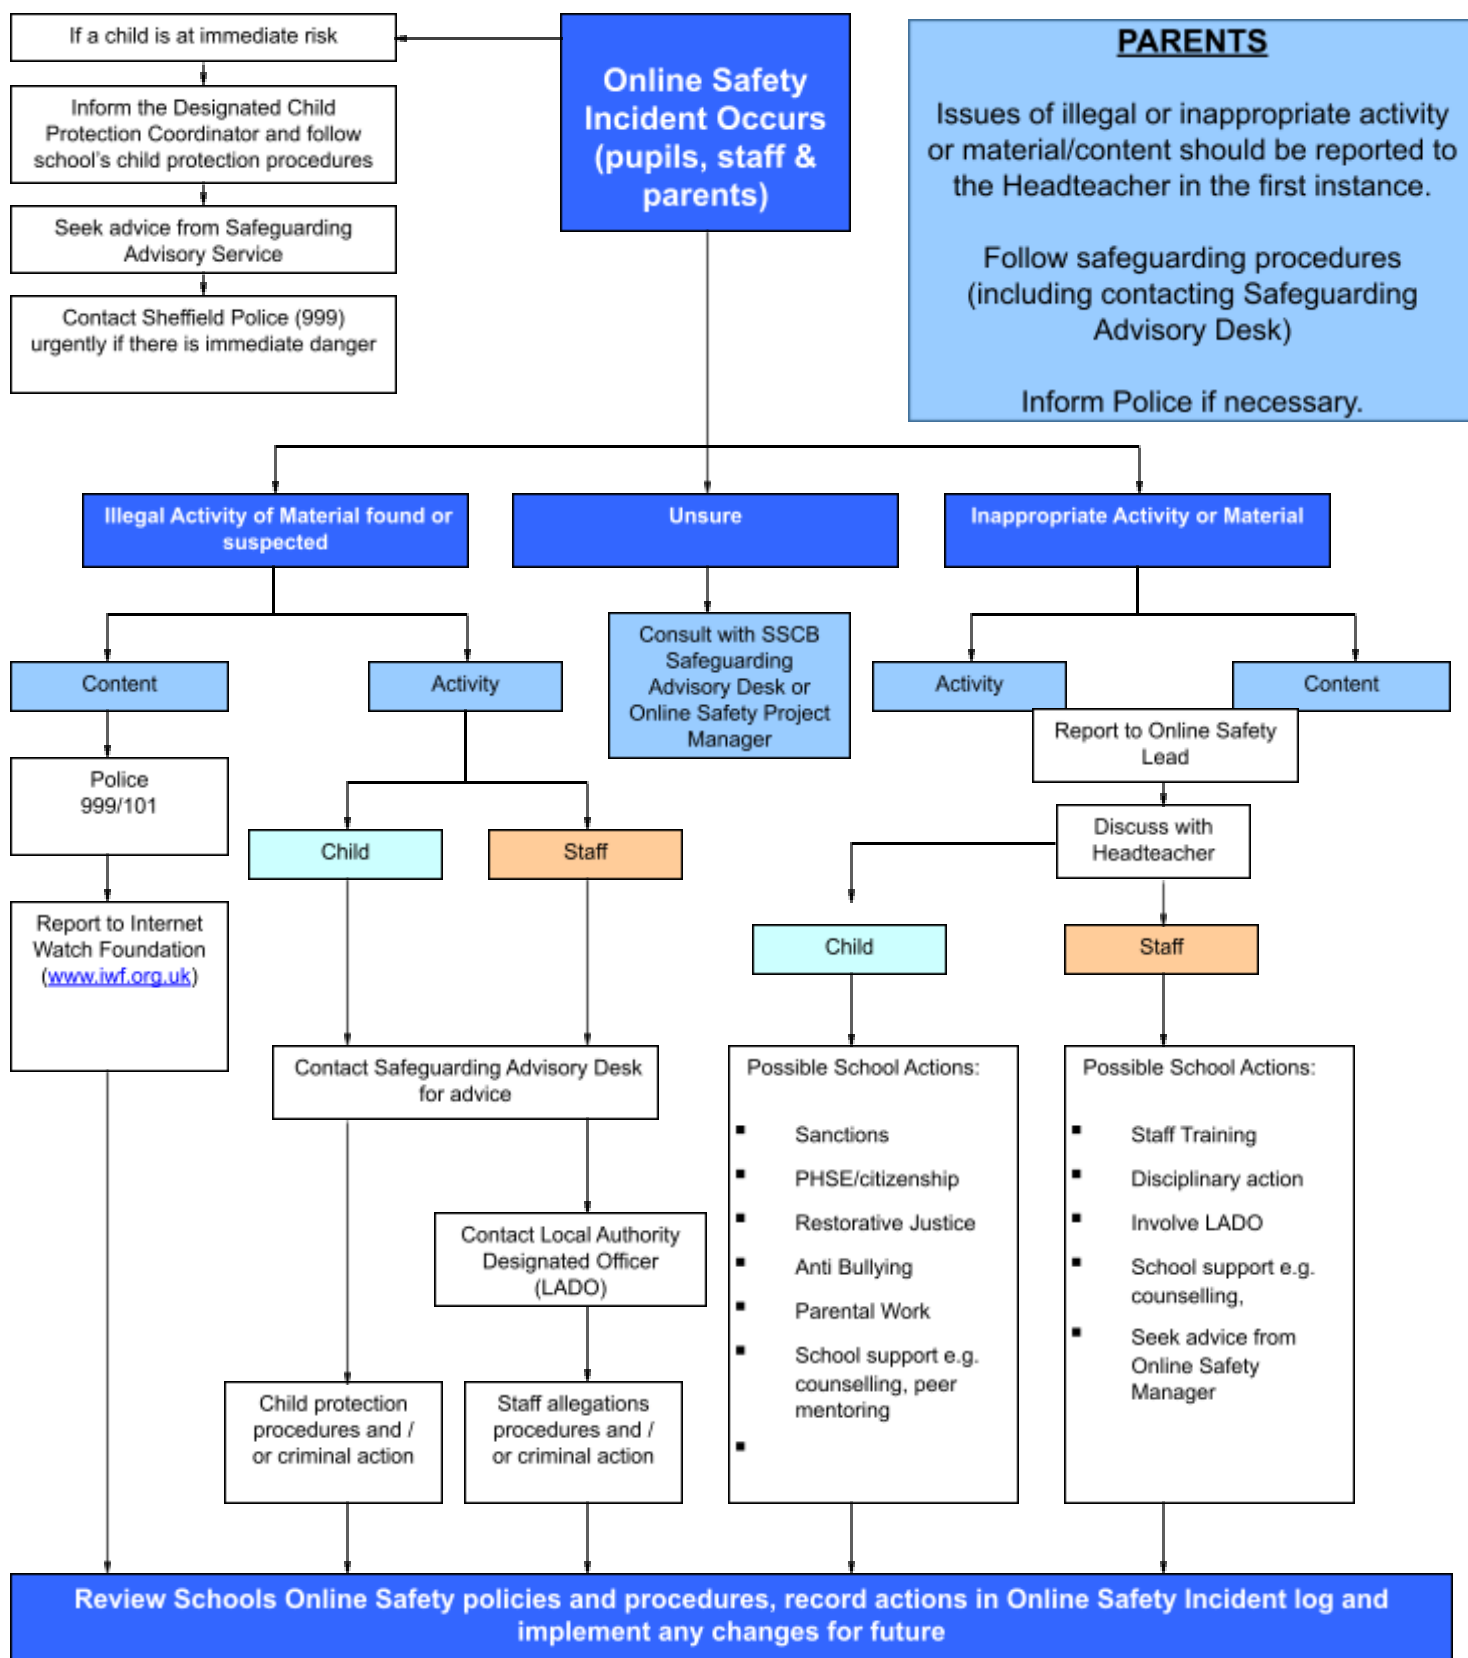 If a child is at immediate risk
Inform the Designated Child
Protection Coordinator and follow
school's child protection procedures
Seek advice from Safeguarding
Advisory Service
Contact Sheffield Police (999)
urgently if there is immediate danger
Online Safety
Incident Occurs
(pupils, staff &
parents)
PARENTS
Issues of illegal or inappropriate activity
or material/content should be reported to
the Headteacher in the first instance.
Follow safeguarding procedures
(including contacting Safeguarding
Advisory Desk)
Inform Police if necessary.
Illegal Activity of Material found or
suspected
Unsure
Inappropriate Activity or Material
Content
Activity
Consult with SSCB
Safeguarding
Advisory Desk or
Online Safety Project
Manager
Activity
Content
Report to Online Safety
Lead
Police
999/101
Child
Staff
Discuss with
Headteacher
Report to Internet
Watch Foundation
(www.iwf.org.uk)
Child
Staff
Contact Safeguarding Advisory Desk
for advice
Contact Local Authority
Designated Officer
(LADO)
Child protection
procedures and /
or criminal action
Staff allegations
procedures and /
or criminal action
Possible School Actions:
▪ Sanctions
▪ PHSE/citizenship
▪ Restorative Justice
▪ Anti Bullying
▪ Parental Work
▪ School support e.g.
counselling, peer
mentoring
▪
Possible School Actions:
▪ Staff Training
▪ Disciplinary action
▪ Involve LADO
▪ School support e.g.
counselling,
▪ Seek advice from
Online Safety
Manager
Review Schools Online Safety policies and procedures, record actions in Online Safety Incident log and
implement any changes for future